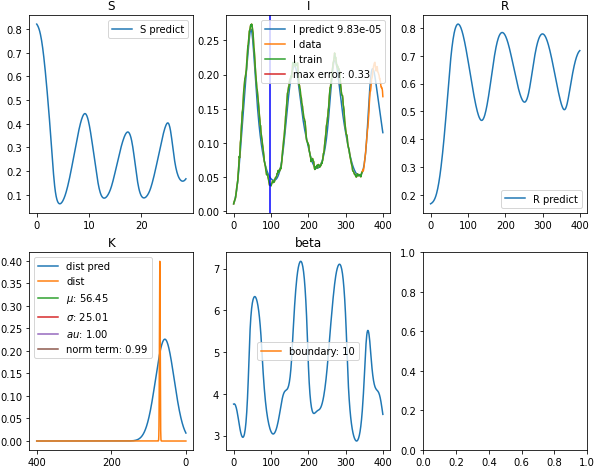 S
S predict
0.8
0.7
0.6
0.5
0.4
0.3
0.2
0.1
0 10 20
I
I predict 9.83e-05
I data
I train
max error: 0.33
0.25
0.20
0.15
0.10
0.05
0.00
0 100 200 300 400
R
0.8
0.7
0.6
0.5
0.4
0.3
0.2
R predict
0 100 200 300 400
K
0.40
0.35
0.30
0.25
0.20
0.15
0.10
0.05
0.00
dist pred
dist
μ: 56.45
σ: 25.01
au: 1.00
norm term: 0.99
400 200 0
beta
7
6
5
4
3
boundary: 10
0 100 200 300 400
1.0
0.8
0.6
0.4
0.2
0.0
0.0 0.2 0.4 0.6 0.8 1.0